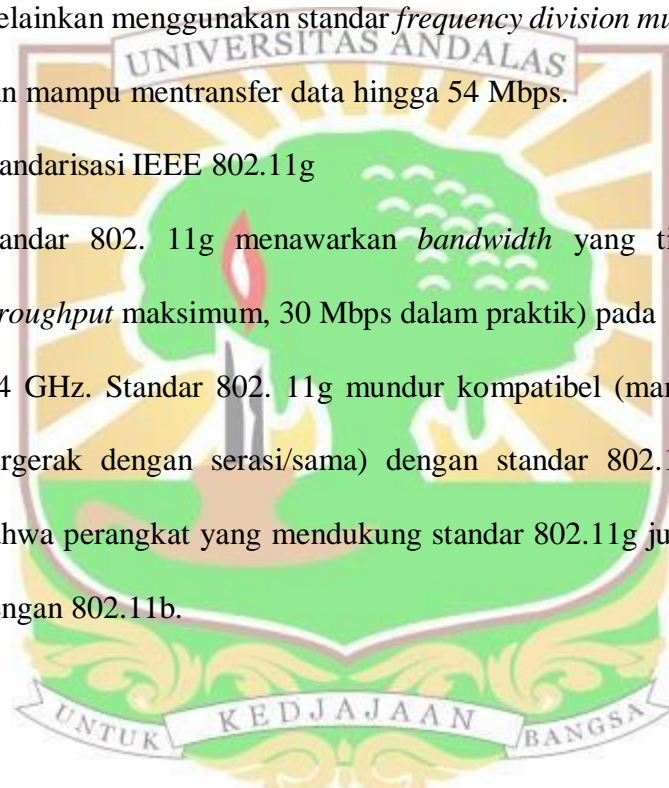 elainkan menggunakan standar frequency division mu
UNIVERSITAS ANDALAS
n mampu mentransfer data hingga 54 Mbps.
andarisasi IEEE 802.11g
andar 802. 11g menawarkan bandwidth yang ti
roughput maksimum, 30 Mbps dalam praktik) pada
4 GHz. Standar 802. 11g mundur kompatibel (mar
ergerak dengan serasi/sama) dengan standar 802.1
ahwa perangkat yang mendukung standar 802.11g ju
engan 802.11b.
UNTUK KEDJAJAAN BANGSA